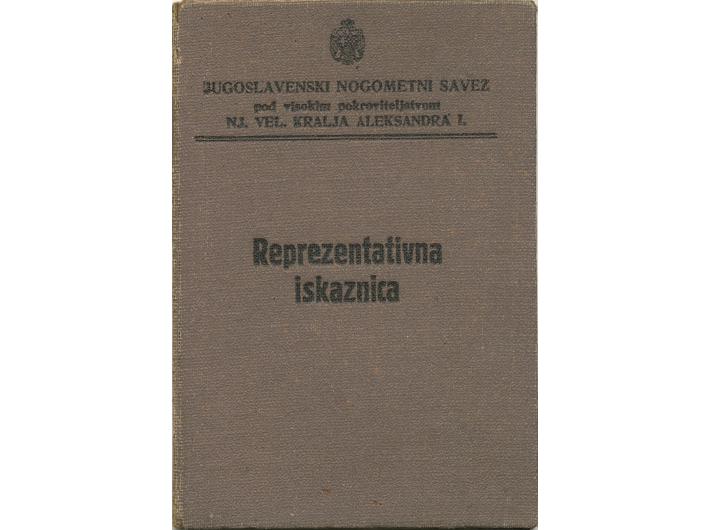 JUGOSLAVENSKI NOGOMETNI SAVEZ
pod visokim pokroviteljstvom
NJ. VEL. KRALJA ALEKSANDRA I.
Reprezentativna
iskaznica